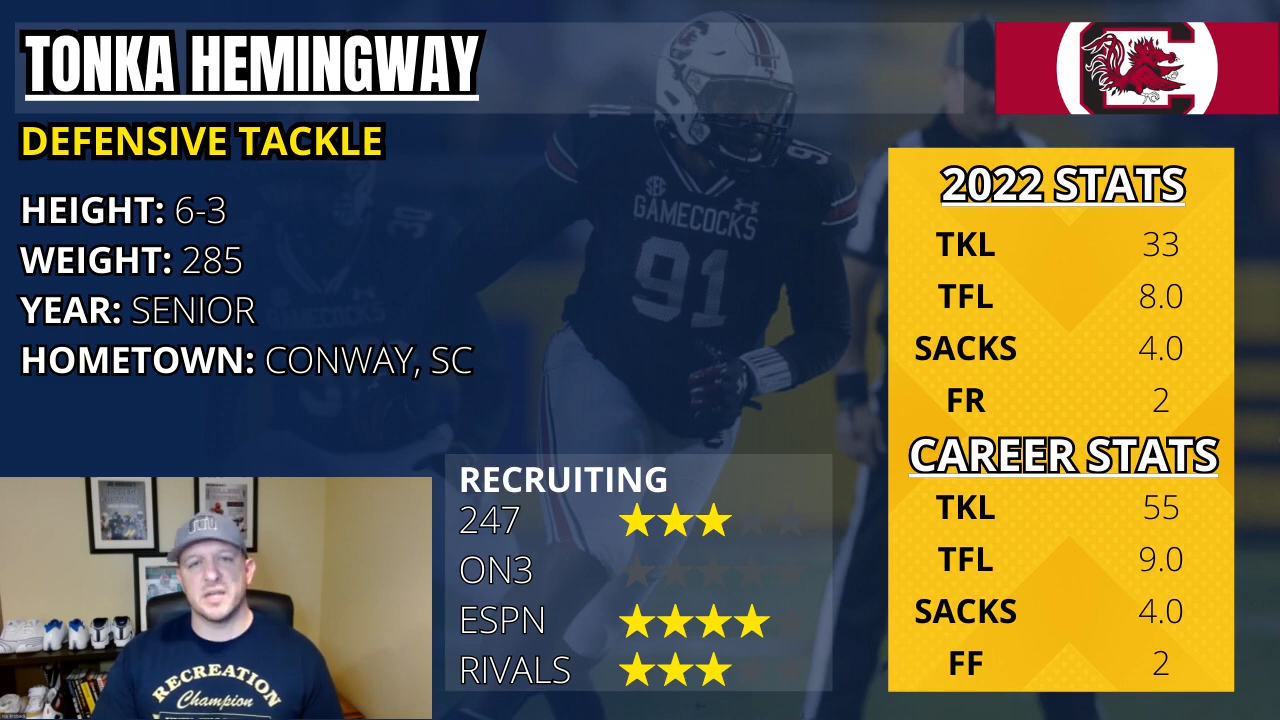 TONKA HEMINGWAY
DEFENSIVE TACKLE
HEIGHT: 6-3
WEIGHT: 285
YEAR: SENIOR
HOMETOWN: CONWAY, SC
SEC
GAMECOCKS
91
91
2022 STATS
TKL 33
TFL 8.0
SACKS 4.0
FR 2
CAREER STATS
TKL 55
TFL 9.0
SACKS 4.0
FF 2
RECRUITING
247
ON3
ESPN
RIVALS
RECREATION
Champion